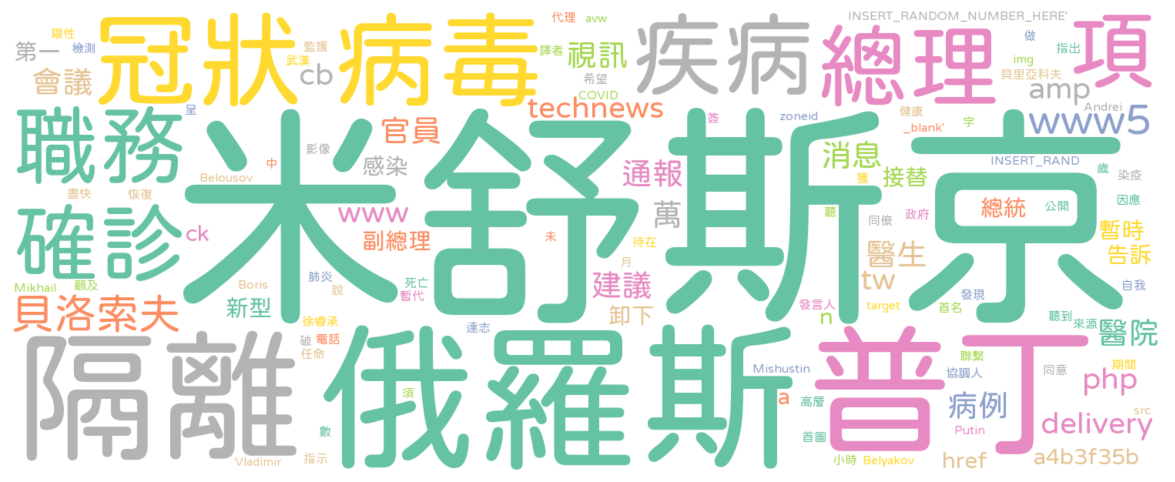 陽性
代理
avw
INSERT_RANDOM_NUMBER_HERE'
第一
檢測
冠狀病毒
監護
武漢
譯者
視訊
疾病
總理
做
指出
項
會議
cb
希望
COVID
img
貝里亞科夫
amp
Andrei
呈
technews
職務
官員
簽
zoneid
健康
_blank'
字
www5
米舒斯京
中
影像
感染
通報
消息
接替
INSERT_RAND
歲
染疫
盡快
恢復
Belousov
www
萬
聽
獲
同僚
政府
總統
公開
因應
確診
ck
副總理
未
待在
醫生
暫時
告訴
月
Mikhail
顧及
Boris
肺炎
說
死亡
暫代
建議
tw
target
發現
自我
貝洛索夫
新型
卸下
發言人
n
首名
聽到
來源
醫院
徐睿承
達志
破
任命
電話
隔離
俄羅斯
普丁
聯繫
協調人
同意
期間
Mishustin
php
須
a
高層
病例
src
數
首圖
Putin
delivery
Vladimir
指示
小時
Belyakov
href
a4b3f35b